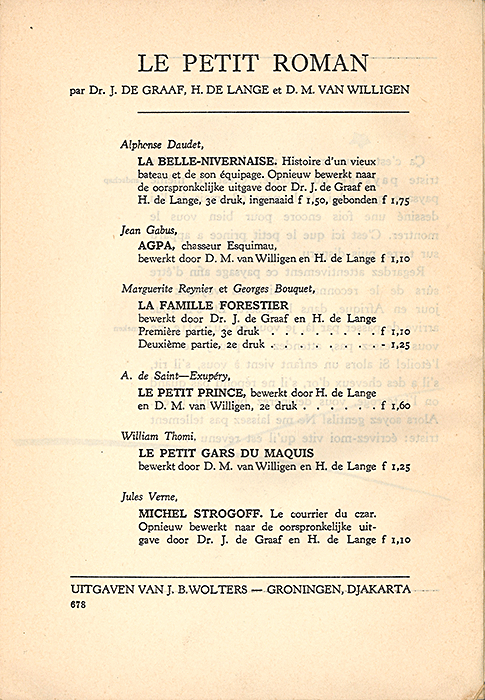 LE PETIT ROMAN
par Dr. J. DE GRAAF, H. DE LANGE et D. M. VAN WILLIGEN
Alphonse Daudet,
LA BELLE-NIVERNAISE. Histoire d'un vieux
bateau et de son équipage. Opnieuw bewerkt naar
de oorspronkelijke uitgave door Dr. J. de Graaf en
H. de Lange, 3e druk, ingenaaid f 1,50, gebonden f 1,75
Jean Gabus,
AGPA, chasseur Esquimau,
bewerkt door D. M. van Willigen en H. de Lange f 1,10
Marguerite Reynier et Georges Bouquet,
LA FAMILLE FORESTIER
bewerkt door Dr. J. de Graaf en H. de Lange
Première partie, 3e druk . . . . . . . . . f 1,10
Deuxième partie, 2e druk . . . . . . . . . - 1,25
A. de Saint—Exupéry,
LE PETIT PRINCE, bewerkt door H. de Lange
en D. M. van Willigen, 2e druk . . . . . . f 1,60
William Thomi,
LE PETIT GARS DU MAQUIS
bewerkt door D. M. van Willigen en H. de Lange f 1,25
Jules Verne,
MICHEL STROGOFF. Le courrier du czar.
Opnieuw bewerkt naar de oorspronkelijke uit-
gave door Dr. J. de Graaf en H. de Lange f 1,10
UITGAVEN VAN J. B. WOLTERS — GRONINGEN, DJAKARTA
678